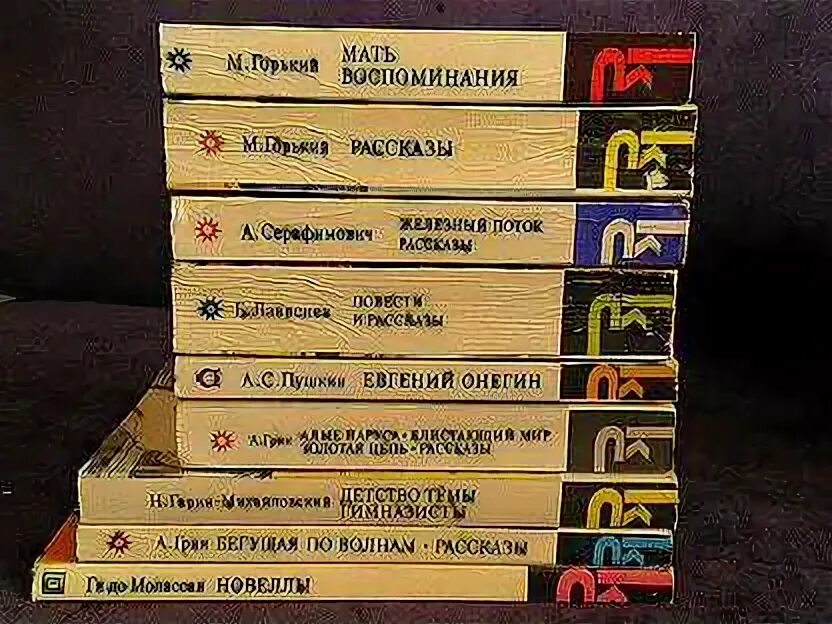 М. Горький МАТЬ
ВОСПОМИНАНИЯ
М. Горький РАССКАЗЫ
А. Серафимович ЖЕЛЕЗНЫЙ ПОТОК
РАССКАЗЫ
Б. Лавренев ПОВЕСТИ
И РАССКАЗЫ
А. С. Пушкин ЕВГЕНИЙ ОНЕГИН
А. Грин АЛЫЕ ПАРУСА · БЛИСТАЮЩИЙ МИР
ЗОЛОТАЯ ЦЕПЬ · РАССКАЗЫ
Н. Гарин-Михайловский ДЕТСТВО ТЁМЫ
ГИМНАЗИСТЫ
А. Грин БЕГУЩАЯ ПО ВОЛНАМ · РАССКАЗЫ
Ги де Мопассан НОВЕЛЛЫ